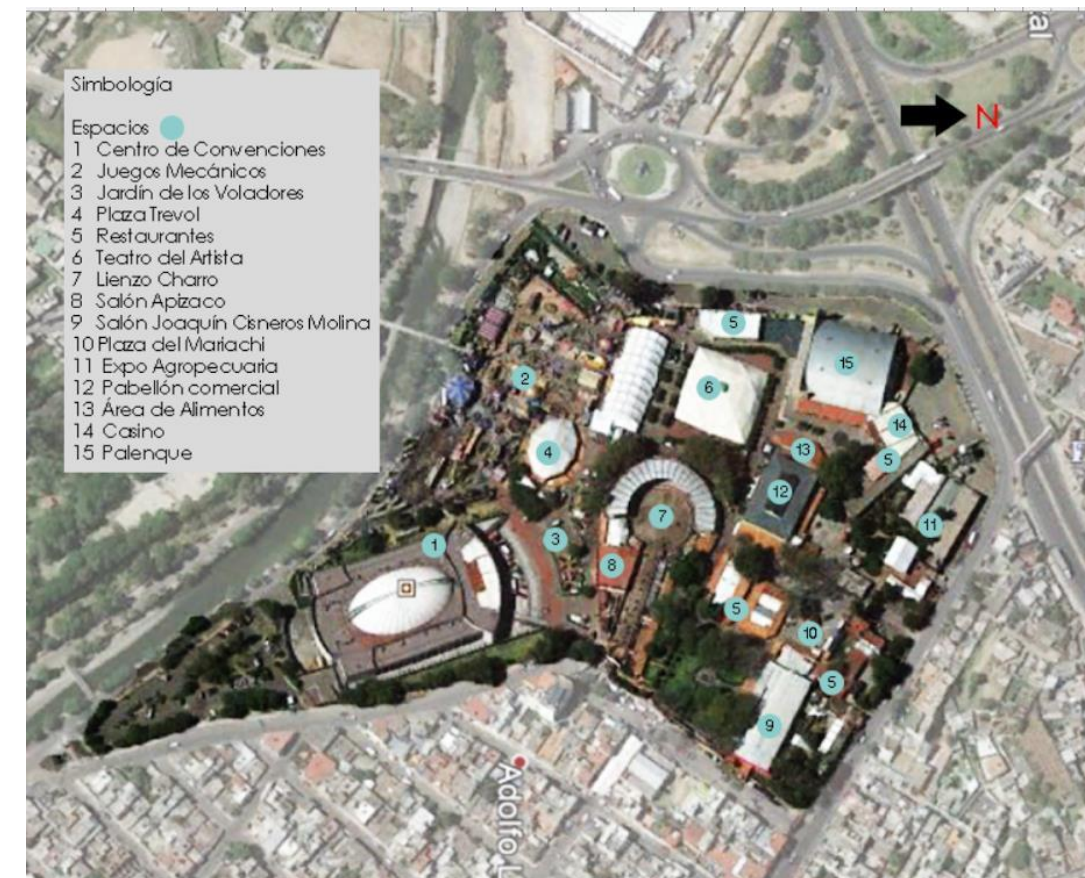 Simbología
Espacios
1 Centro de Convenciones
2 Juegos Mecánicos
3 Jardín de los Voladores
4 Plaza Trevol
5 Restaurantes
6 Teatro del Artista
7 Lienzo Charro
8 Salón Apizaco
9 Salón Joaquín Cisneros Molina
10 Plaza del Mariachi
11 Expo Agropecuaria
12 Pabellón comercial
13 Área de Alimentos
14 Casino
15 Palenque
N
5
15
2
6
14
4
13
5
12
7
11
1
3
8
5
10
5
9
Adolfo L